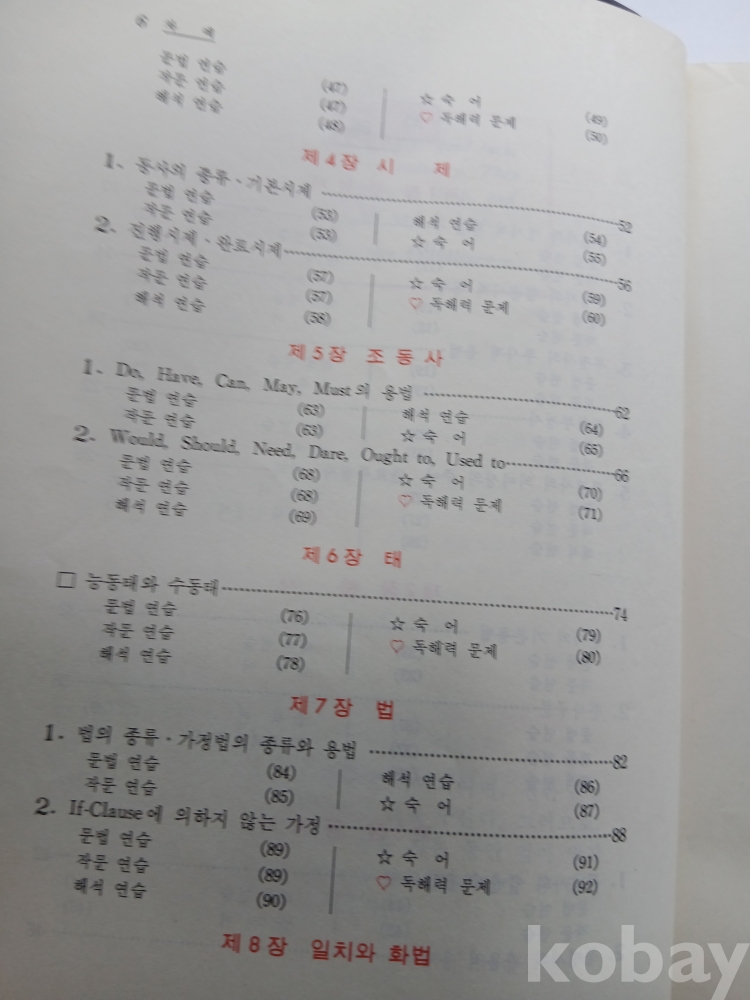 6 목 차
문법 연습 (47) ☆ 숙 어 (49)
작문 연습 (47) ♡ 독해력 문제 (50)
해석 연습 (48)
제4장 시 제
1. 동사의 종류·기본시제 52
문법 연습 (53) 해석 연습 (54)
작문 연습 (53) ☆ 숙 어 (55)
2. 진행시제·완료시제 56
문법 연습 (57) ☆ 숙 어 (59)
작문 연습 (57) ♡ 독해력 문제 (60)
해석 연습 (58)
제5장 조동사
1. Do, Have, Can, May, Must의 용법 62
문법 연습 (63) 해석 연습 (64)
작문 연습 (63) ☆ 숙 어 (65)
2. Would, Should, Need, Dare, Ought to, Used to 66
문법 연습 (68) ☆ 숙 어 (70)
작문 연습 (68) ♡ 독해력 문제 (71)
해석 연습 (69)
제6장 태
□ 능동태와 수동태 74
문법 연습 (76) ☆ 숙 어 (79)
작문 연습 (77) ♡ 독해력 문제 (80)
해석 연습 (78)
제7장 법
1. 법의 종류·가정법의 종류와 용법 82
문법 연습 (84) 해석 연습 (86)
작문 연습 (85) ☆ 숙 어 (87)
2. If-Clause에 의하지 않는 가정 88
문법 연습 (89) ☆ 숙 어 (91)
작문 연습 (89) ♡ 독해력 문제 (92)
해석 연습 (90)
제8장 일치와 화법
kobay